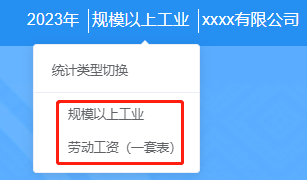 2023年 规模以上工业 xxxx有限公司
统计类型切换
规模以上工业
劳动工资（一套表）